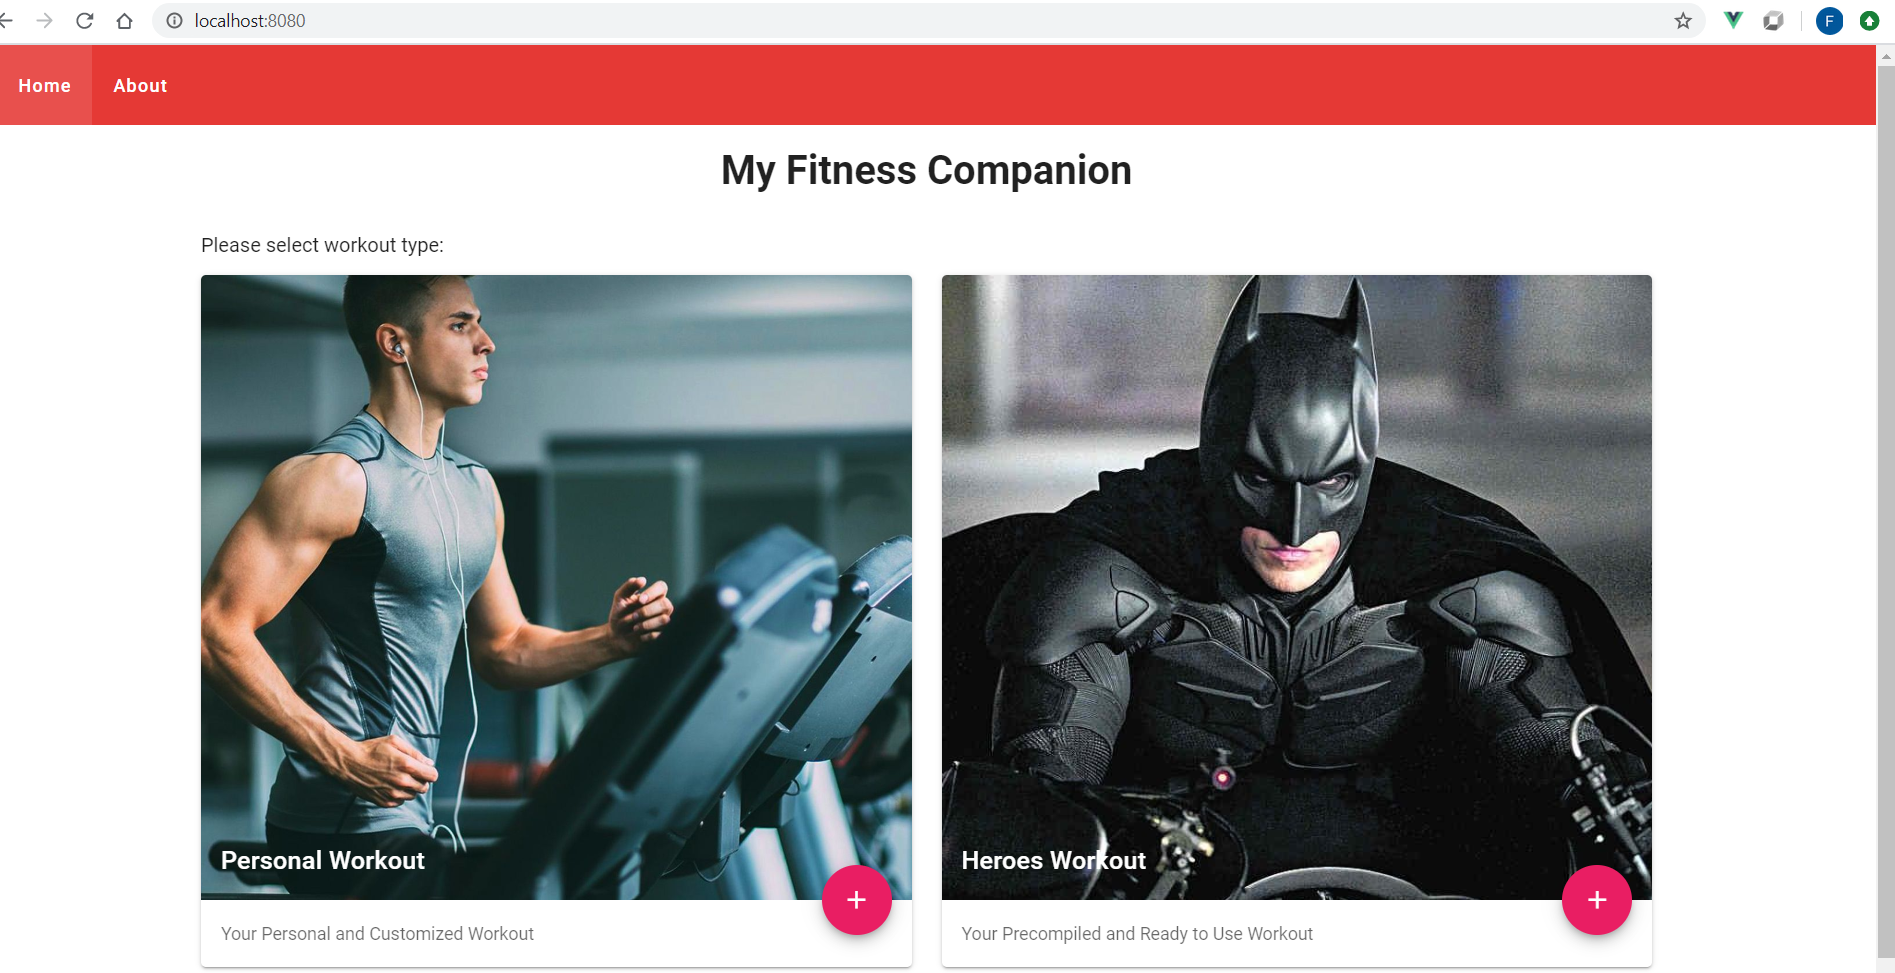 localhost:8080
F
Home
About
My Fitness Companion
Please select workout type:
Personal Workout
Heroes Workout
Your Personal and Customized Workout
Your Precompiled and Ready to Use Workout